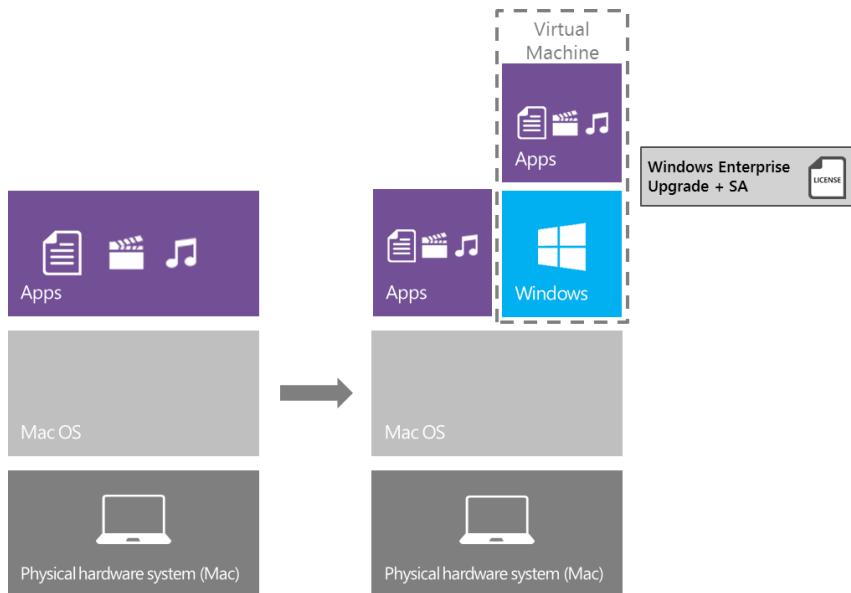 Apps
Mac OS
Physical hardware system (Mac)
Virtual
Machine
Apps
Apps
Windows
Mac OS
Physical hardware system (Mac)
Windows Enterprise
Upgrade + SA
LICENSE